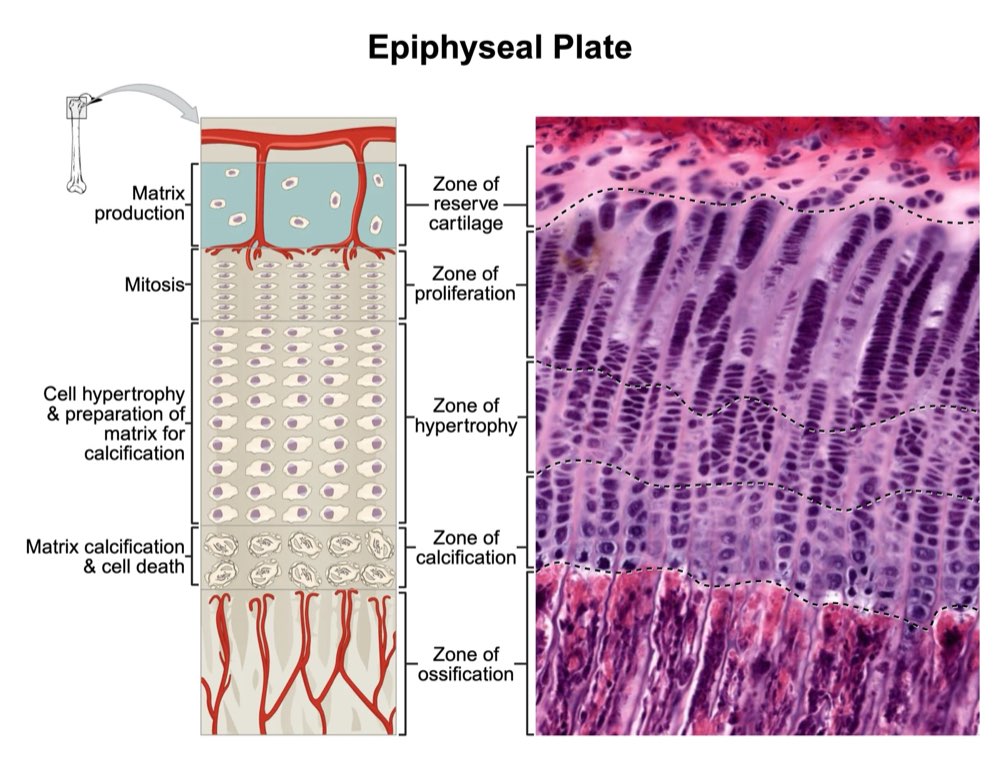 Epiphyseal Plate
Matrix
production
Mitosis
Cell hypertrophy
& preparation of
matrix for
calcification
Matrix calcification
& cell death
Zone of
reserve
cartilage
Zone of
proliferation
Zone of
hypertrophy
Zone of
calcification
Zone of
ossification